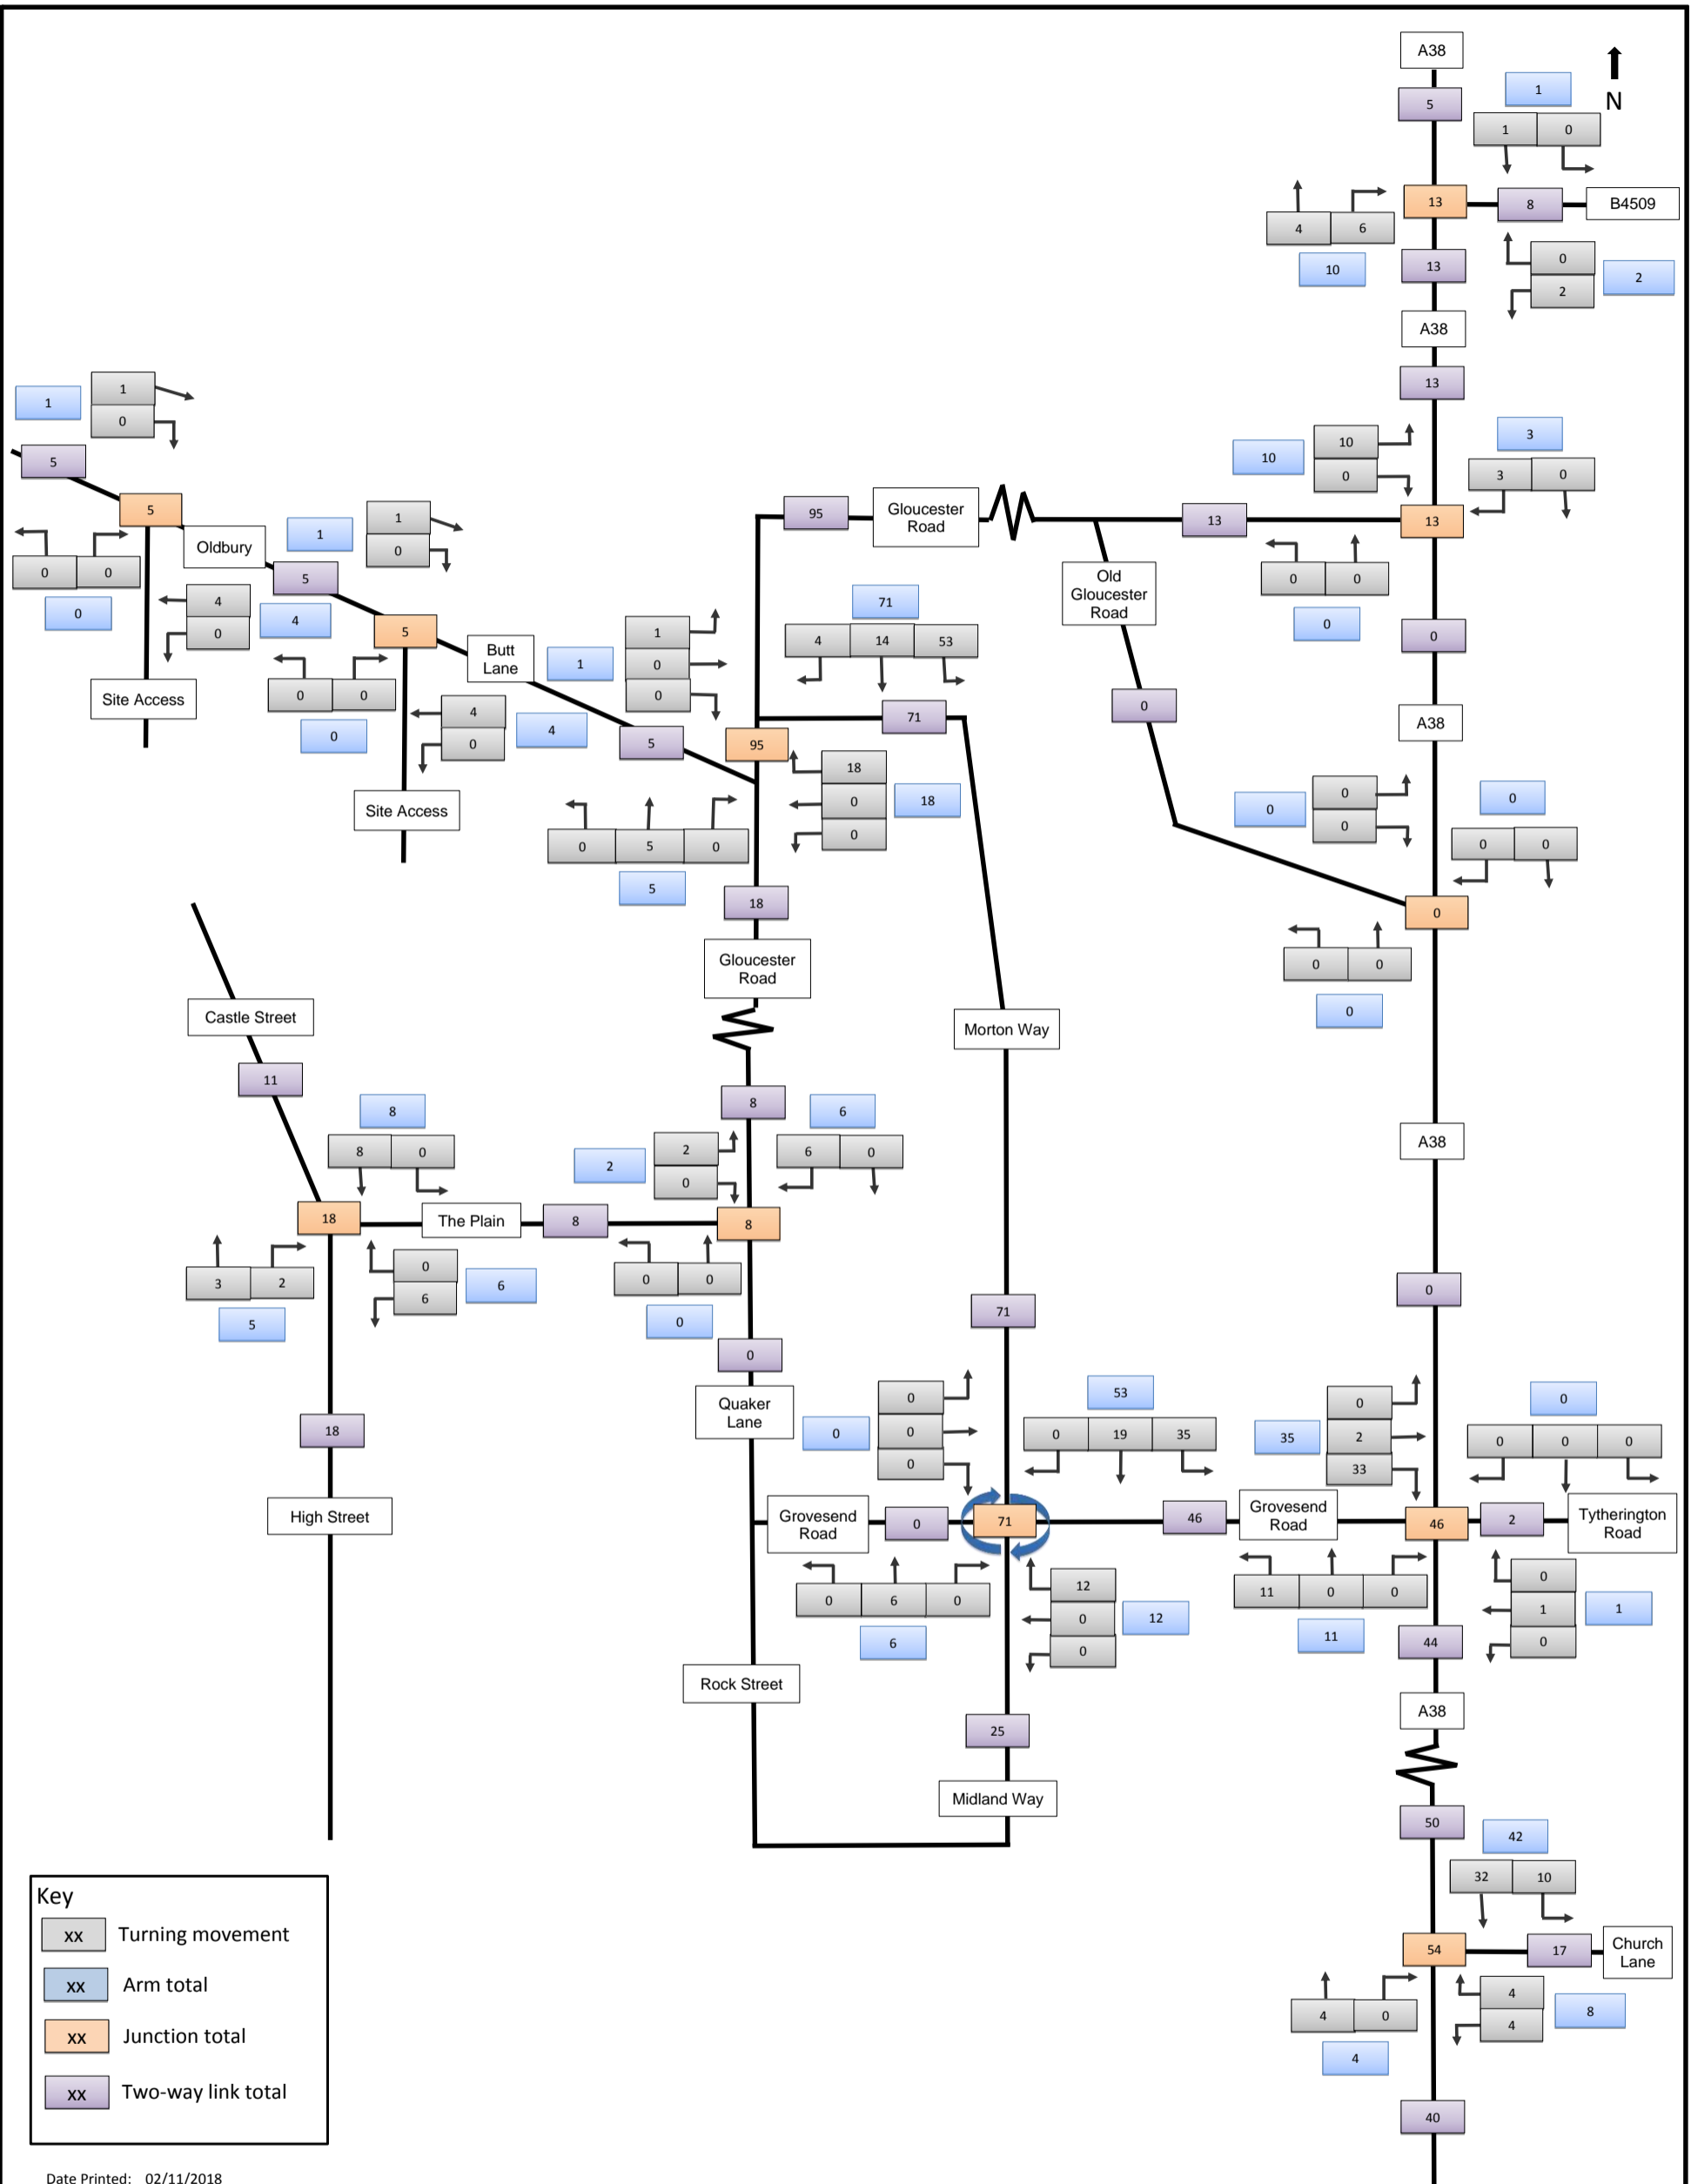 A38
5
1
N
1 0
13
8
B4509
4 6
10
13
0
2
2
A38
13
1
1
0
5
5
0 0
0
Oldbury
4
0
4
Site Access
1
1
0
5
5
0 0
0
Butt
Lane
4
0
4
Site Access
95
Gloucester
Road
13
10
10
0
3
3 0
13
0 0
0
0
Old
Gloucester
Road
0
A38
71
4 14 53
71
1
1
0
0
5
95
18
0
0
18
0 5 0
5
18
Gloucester
Road
0
0
0
0
0 0
0
0 0
0
Morton Way
Castle Street
11
8
8 0
18
The Plain
8
3 2
5
0
6
6
18
High Street
8
2
2
0
6
6 0
8
0 0
0
0
Quaker
Lane
A38
71
0
0
0
0
0
53
0 19 35
35
0
2
33
0
0 0 0
Grovesend
Road
0
71
46
Grovesend
Road
46
2
Tytherington
Road
0 6 0
6
12
0
0
12
11 0 0
11
0
1
0
1
44
Rock Street
25
A38
Midland Way
50
42
32 10
54
17
Church
Lane
4 0
4
4
4
8
40
Key
xx Turning movement
xx Arm total
xx Junction total
xx Two-way link total
Date Printed: 02/11/2018